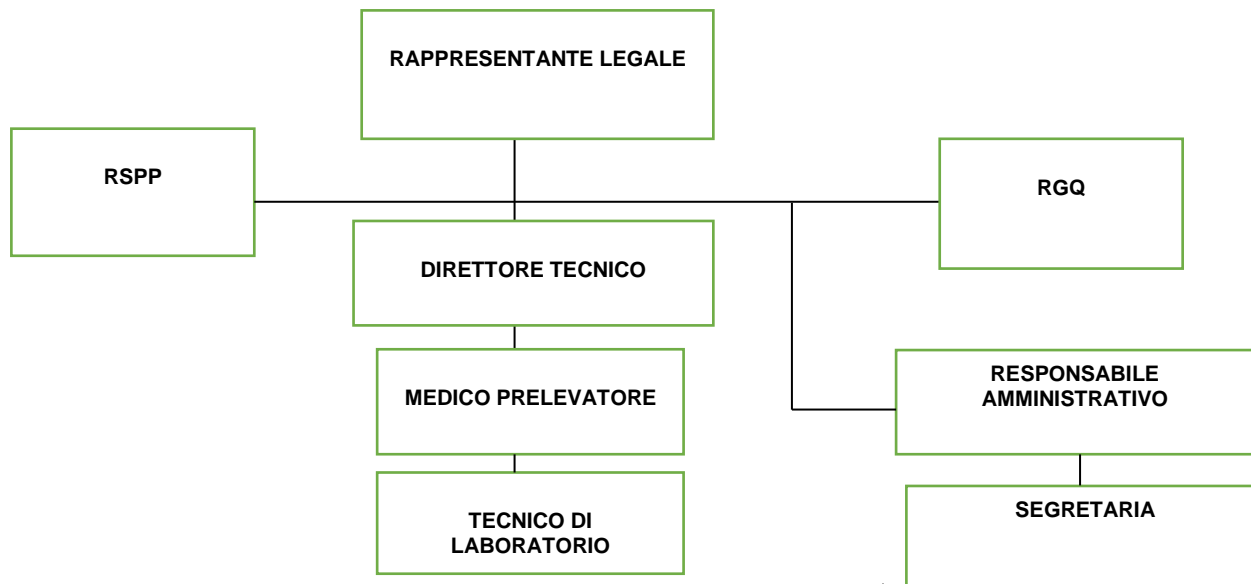 RAPPRESENTANTE LEGALE
RSPP
RGQ
DIRETTORE TECNICO
MEDICO PRELEVATORE
RESPONSABILE
AMMINISTRATIVO
TECNICO DI
LABORATORIO
SEGRETARIA